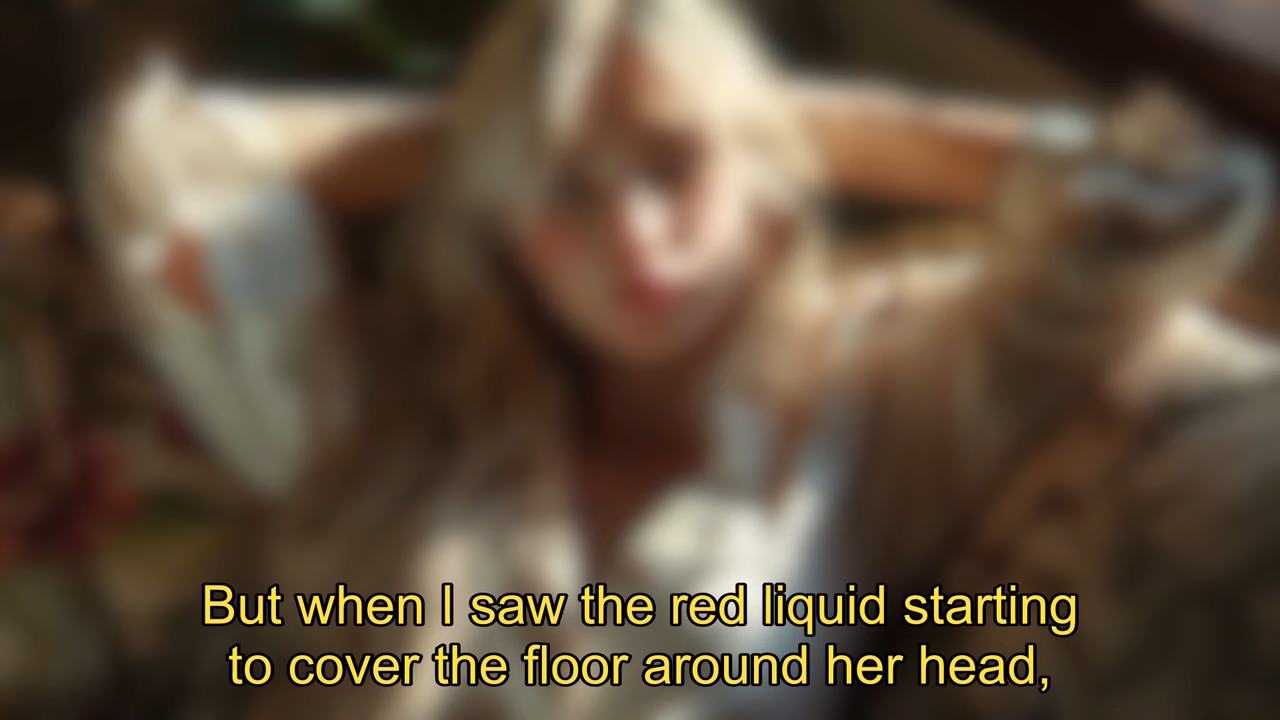 But when I saw the red liquid starting
to cover the floor around her head,